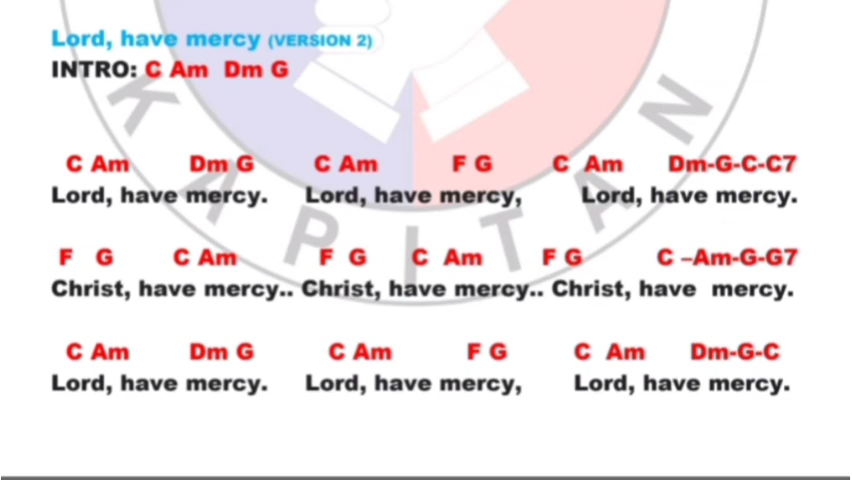 Lord, have mercy (VERSION 2)
INTRO: C Am Dm G
C Am Dm G C Am F G C Am Dm-G-C-C7
Lord, have mercy. Lord, have mercy, Lord, have mercy.
F G C Am F G C Am F G C –Am-G-G7
Christ, have mercy.. Christ, have mercy.. Christ, have mercy.
C Am Dm G C Am F G C Am Dm-G-C
Lord, have mercy. Lord, have mercy, Lord, have mercy.
KAPITAN